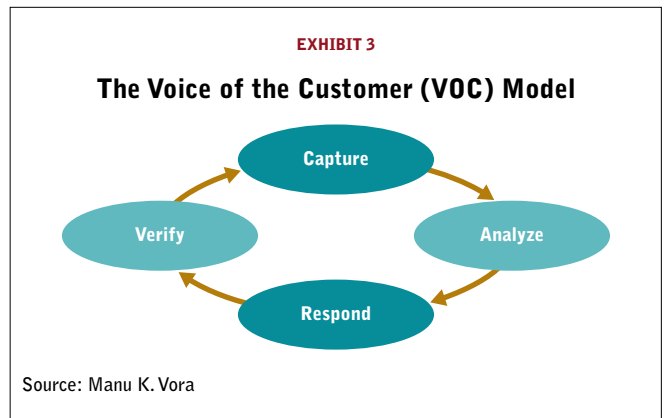 EXHIBIT 3
The Voice of the Customer (VOC) Model
Capture
Verify
Analyze
Respond
Source: Manu K. Vora